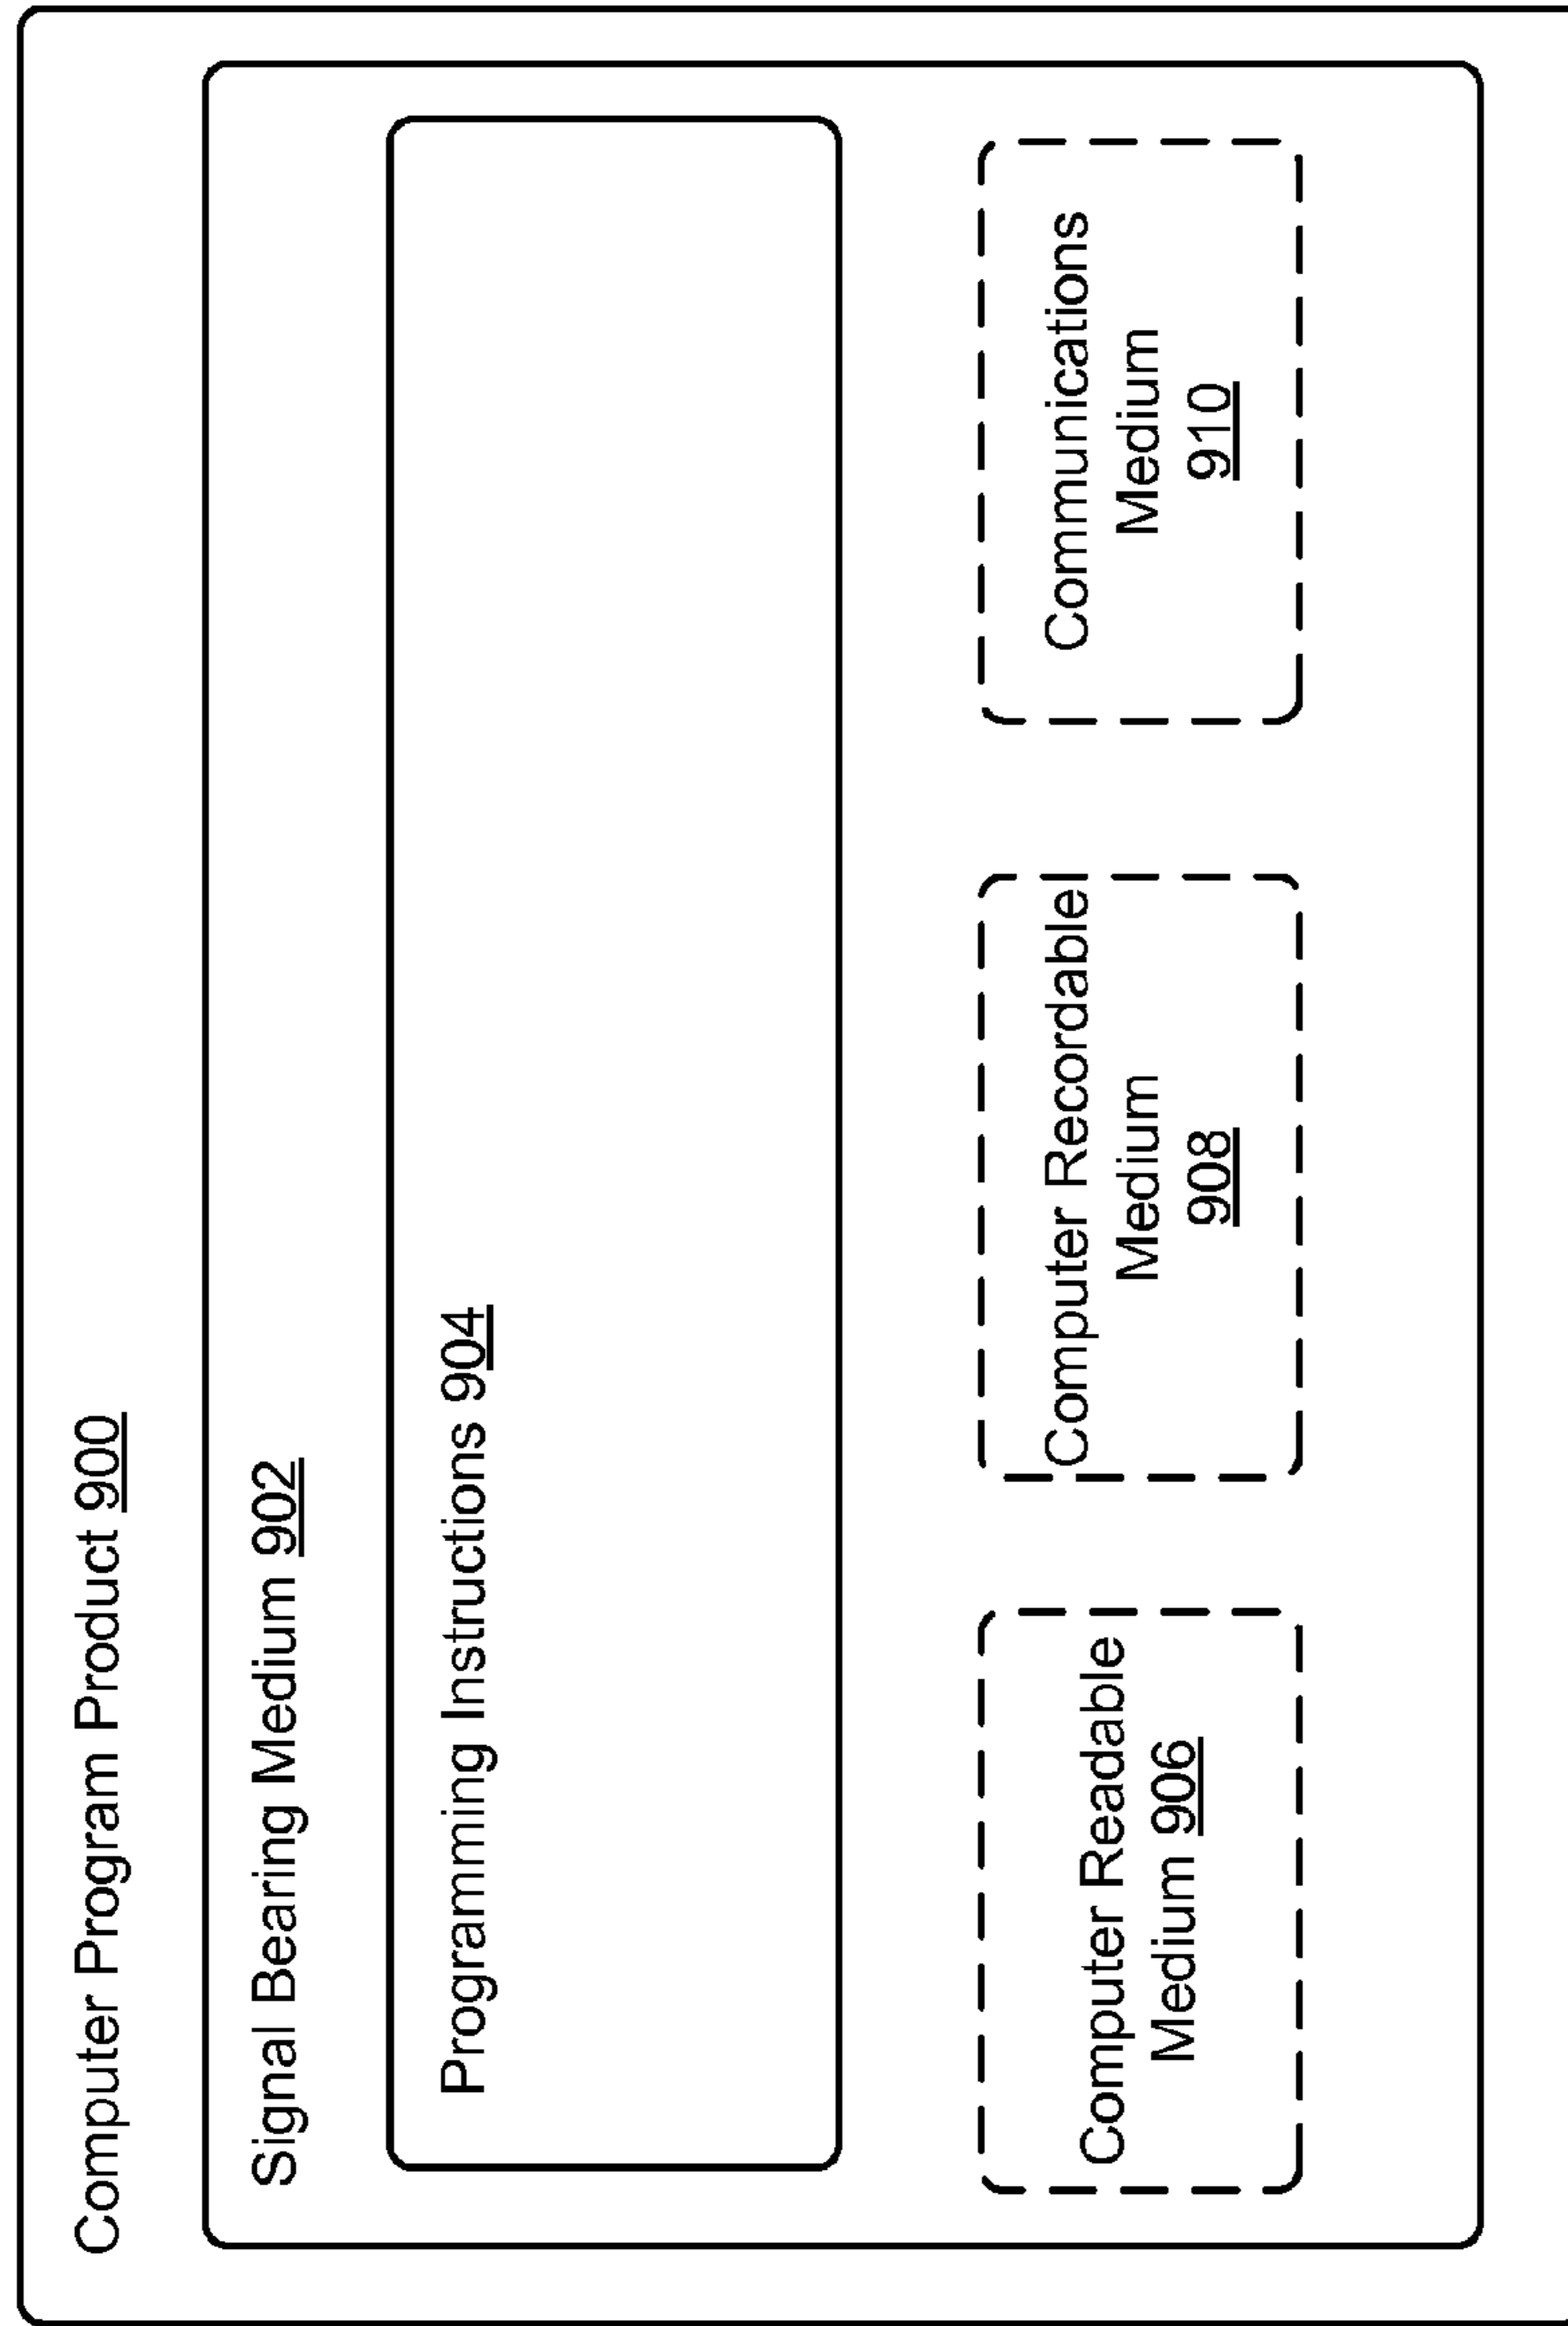 Computer Program Product 900
Signal Bearing Medium 902
Programming Instructions 904
Computer Readable
Medium 906
Computer Recordable
Medium
908
Communications
Medium
910